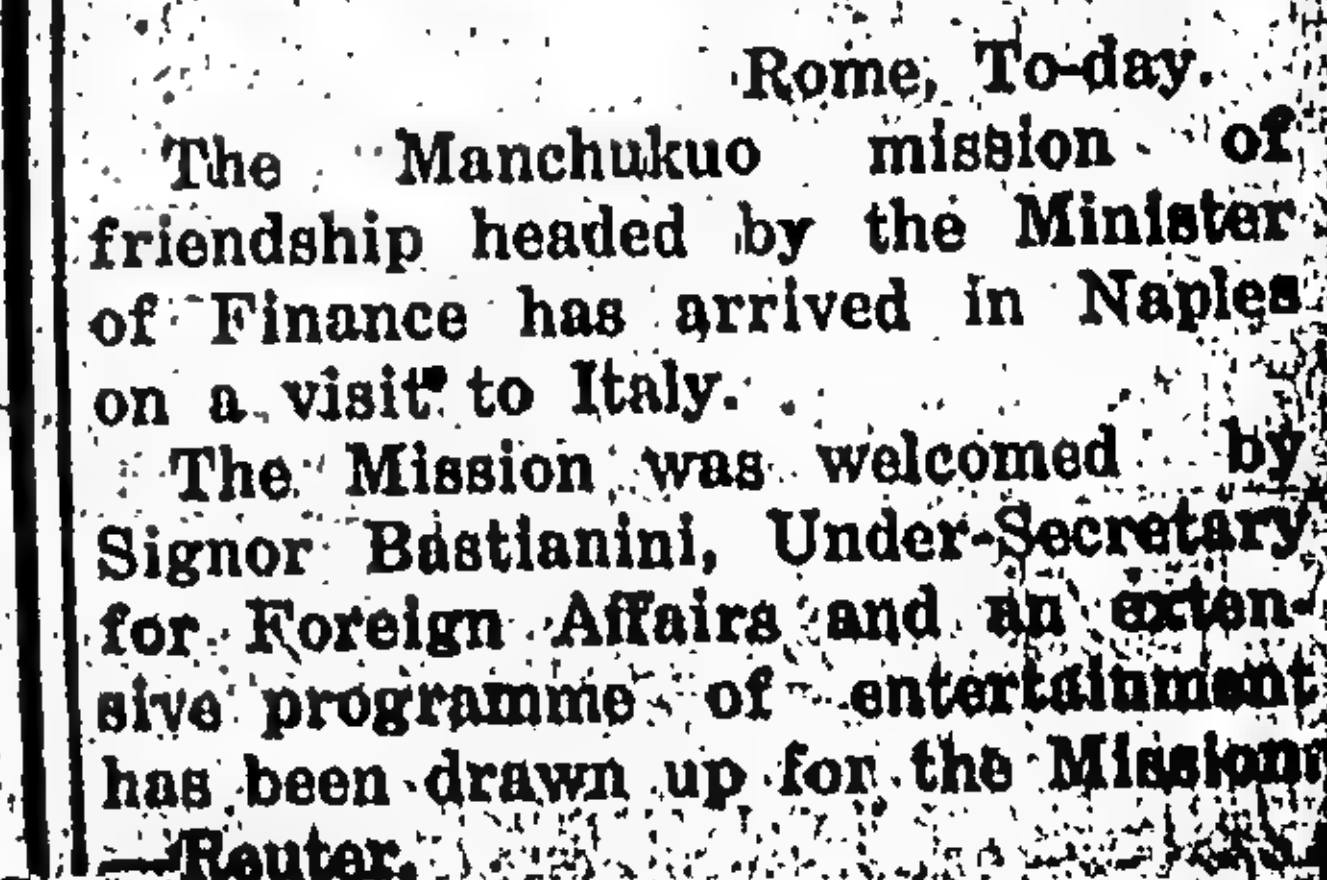 Rome, To-day.
The Manchukuo mission of
friendship headed by the Minister
of Finance has arrived in Naples
on a visit to Italy.
The Mission was welcomed by
Signor Bastianini, Under-Secretary
for Foreign Affairs and an exten-
sive programme of entertainment
has been drawn up for the Mission
—Reuter.